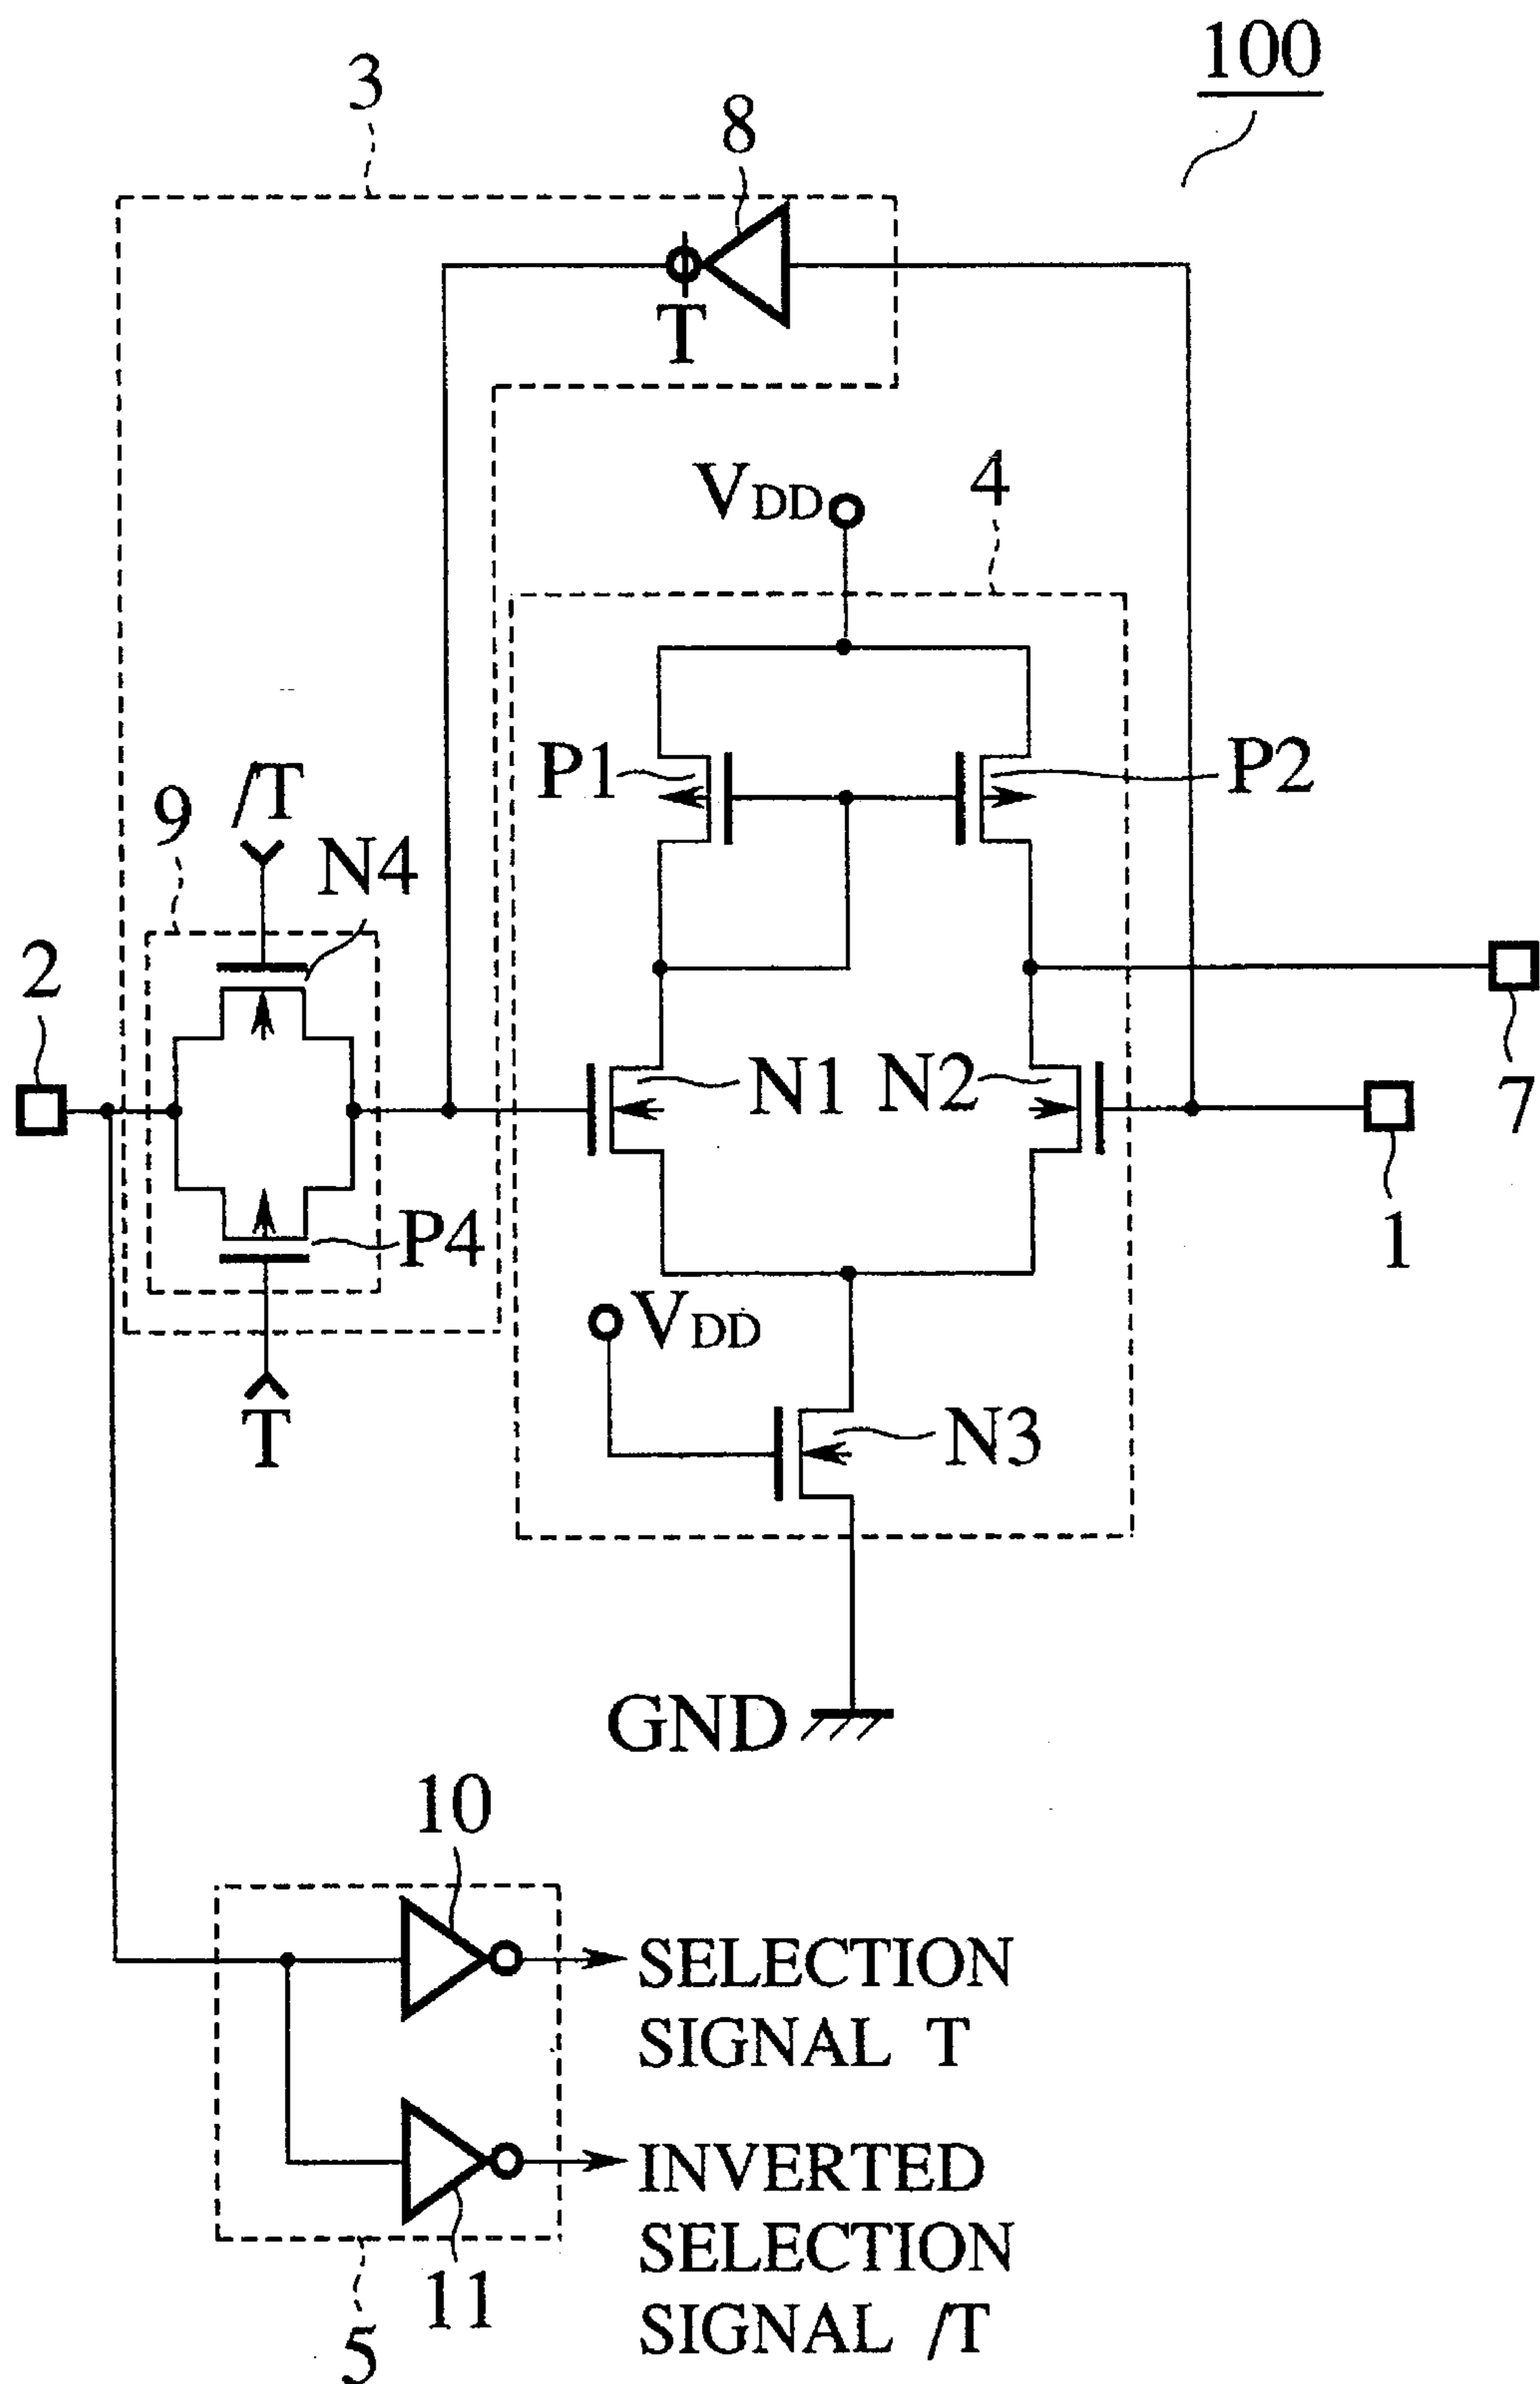 100
3
8
T
VDD
4
P1
P2
/T
9
N4
2
N1
N2
7
1
P4
VDD
T
N3
GND
10
SELECTION
SIGNAL T
INVERTED
SELECTION
SIGNAL /T
11
5